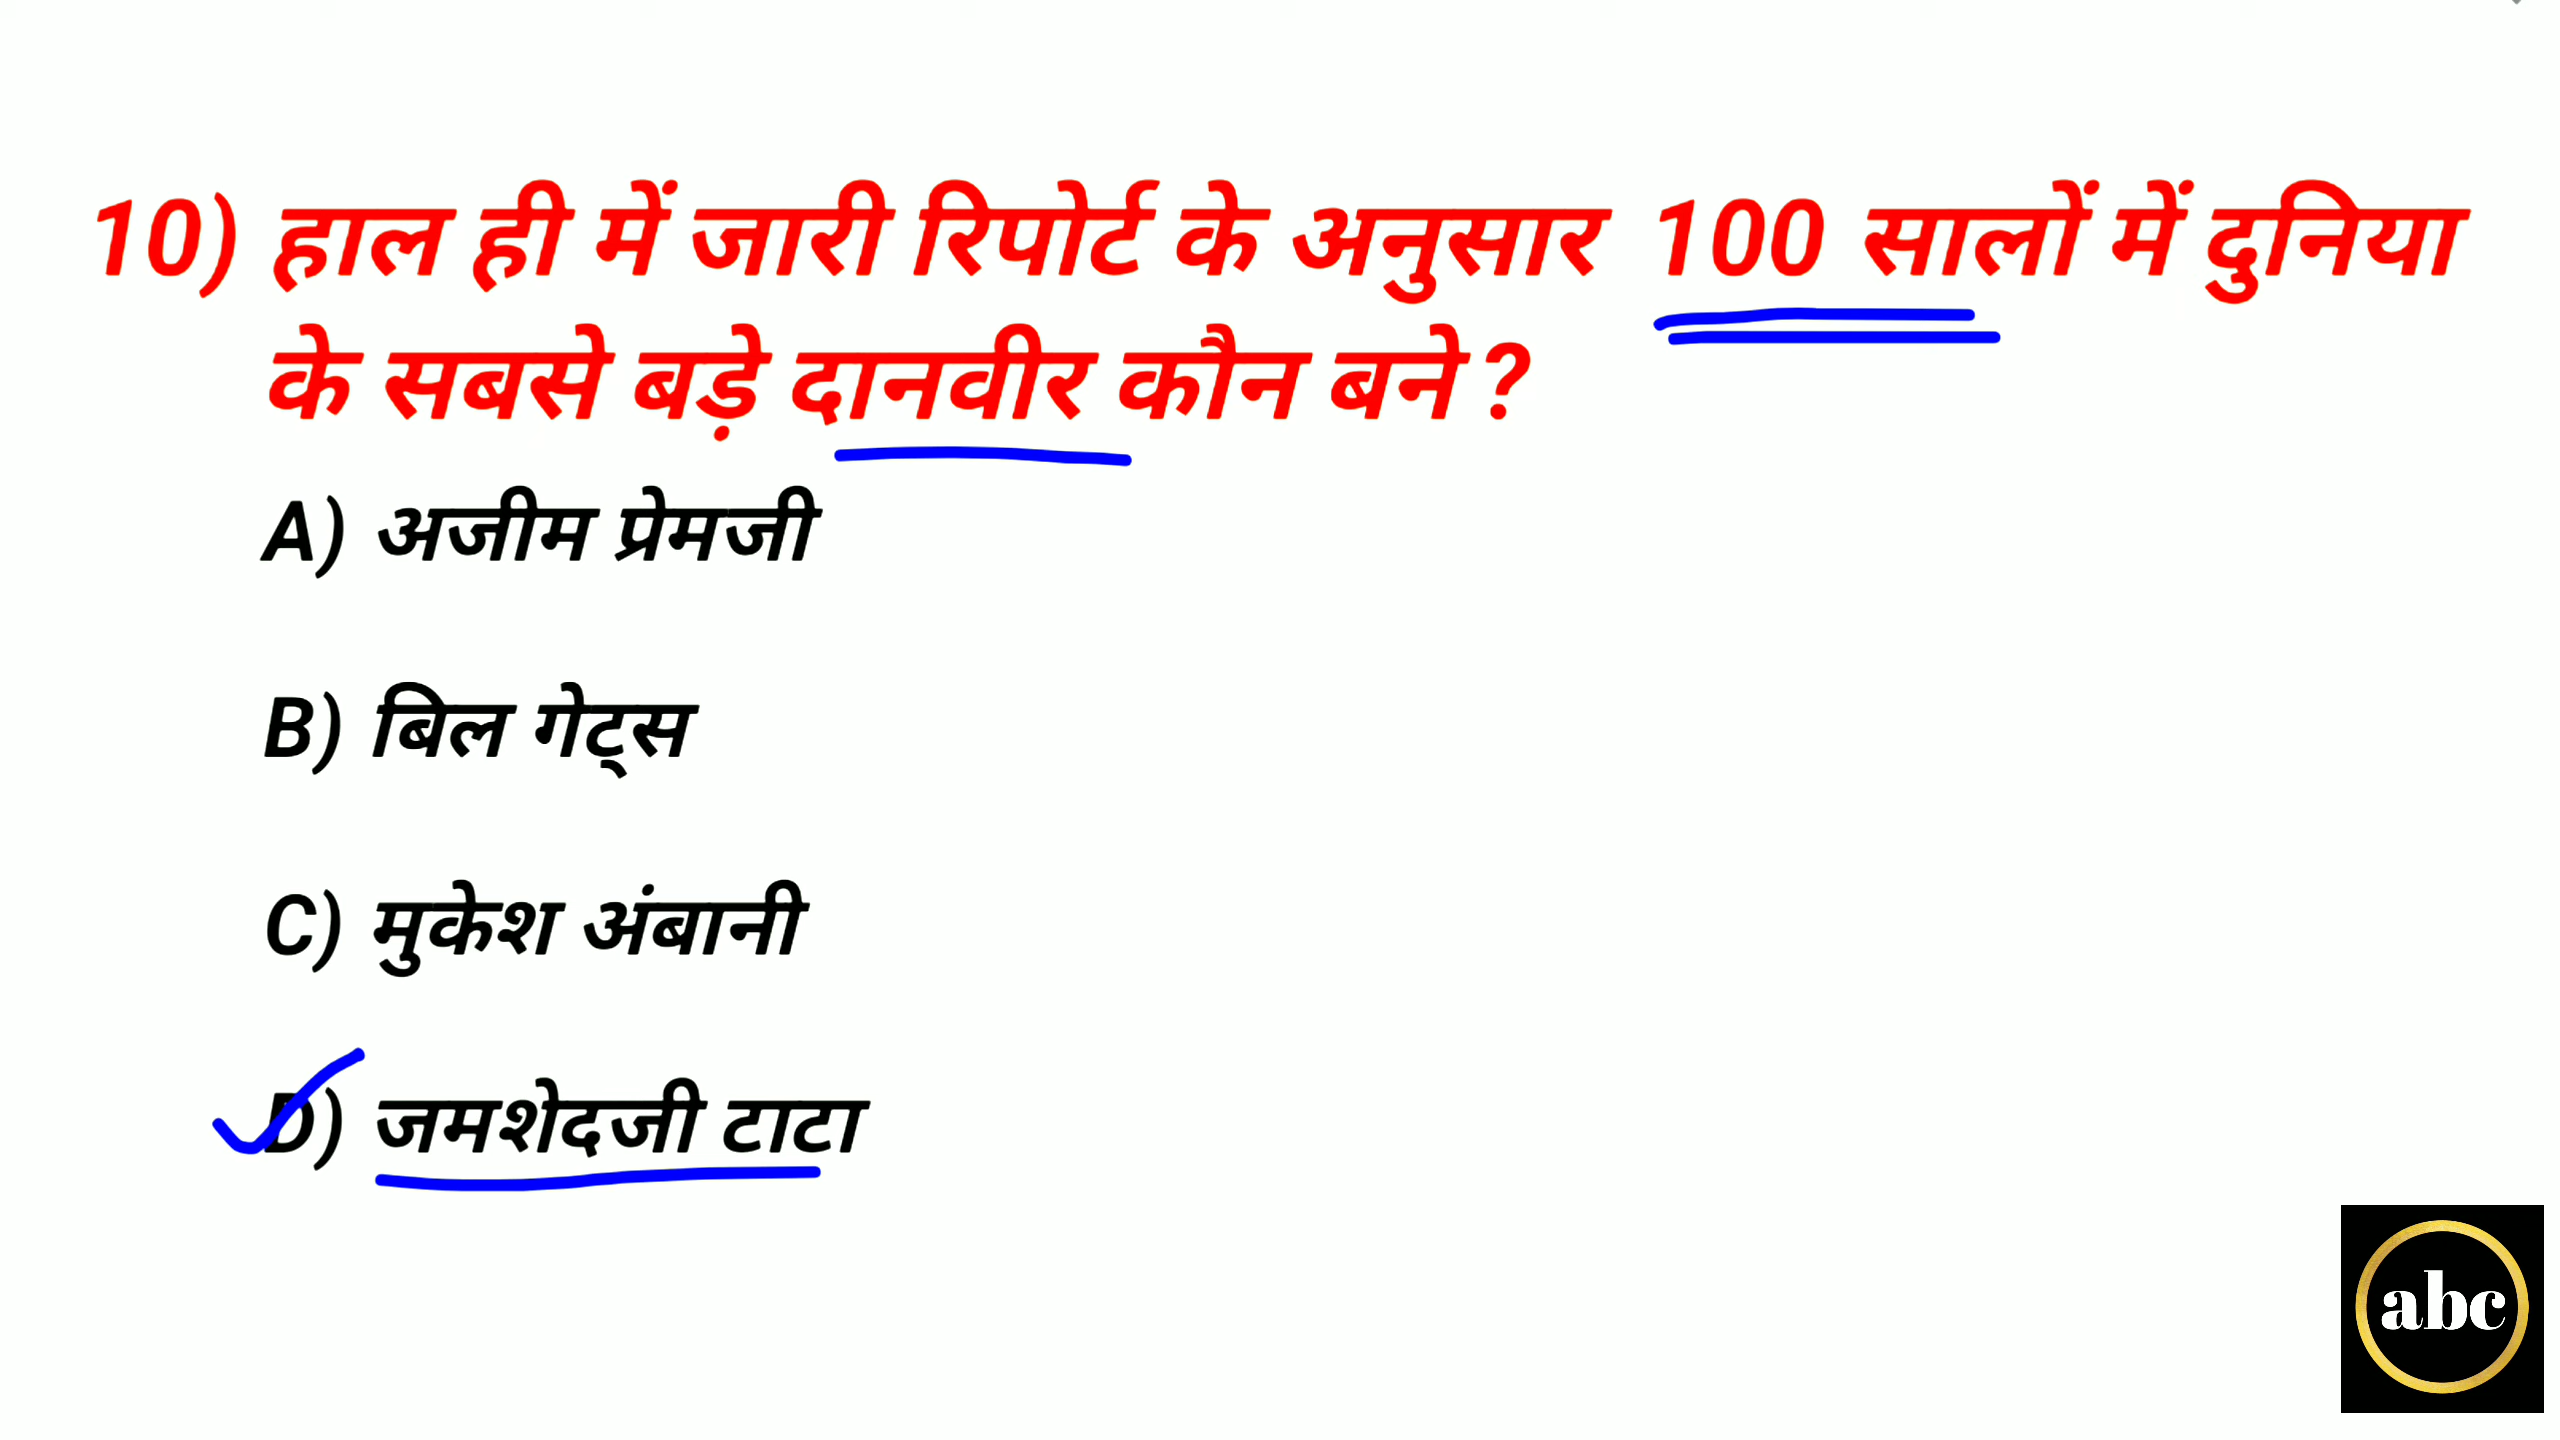 10) हाल ही में जारी रिपोर्ट के अनुसार 100 सालों में दुनिया
के सबसे बड़े दानवीर कौन बने ?
A) अजीम प्रेमजी
B) बिल गेट्स
C) मुकेश अंबानी
D) जमशेदजी टाटा
abc